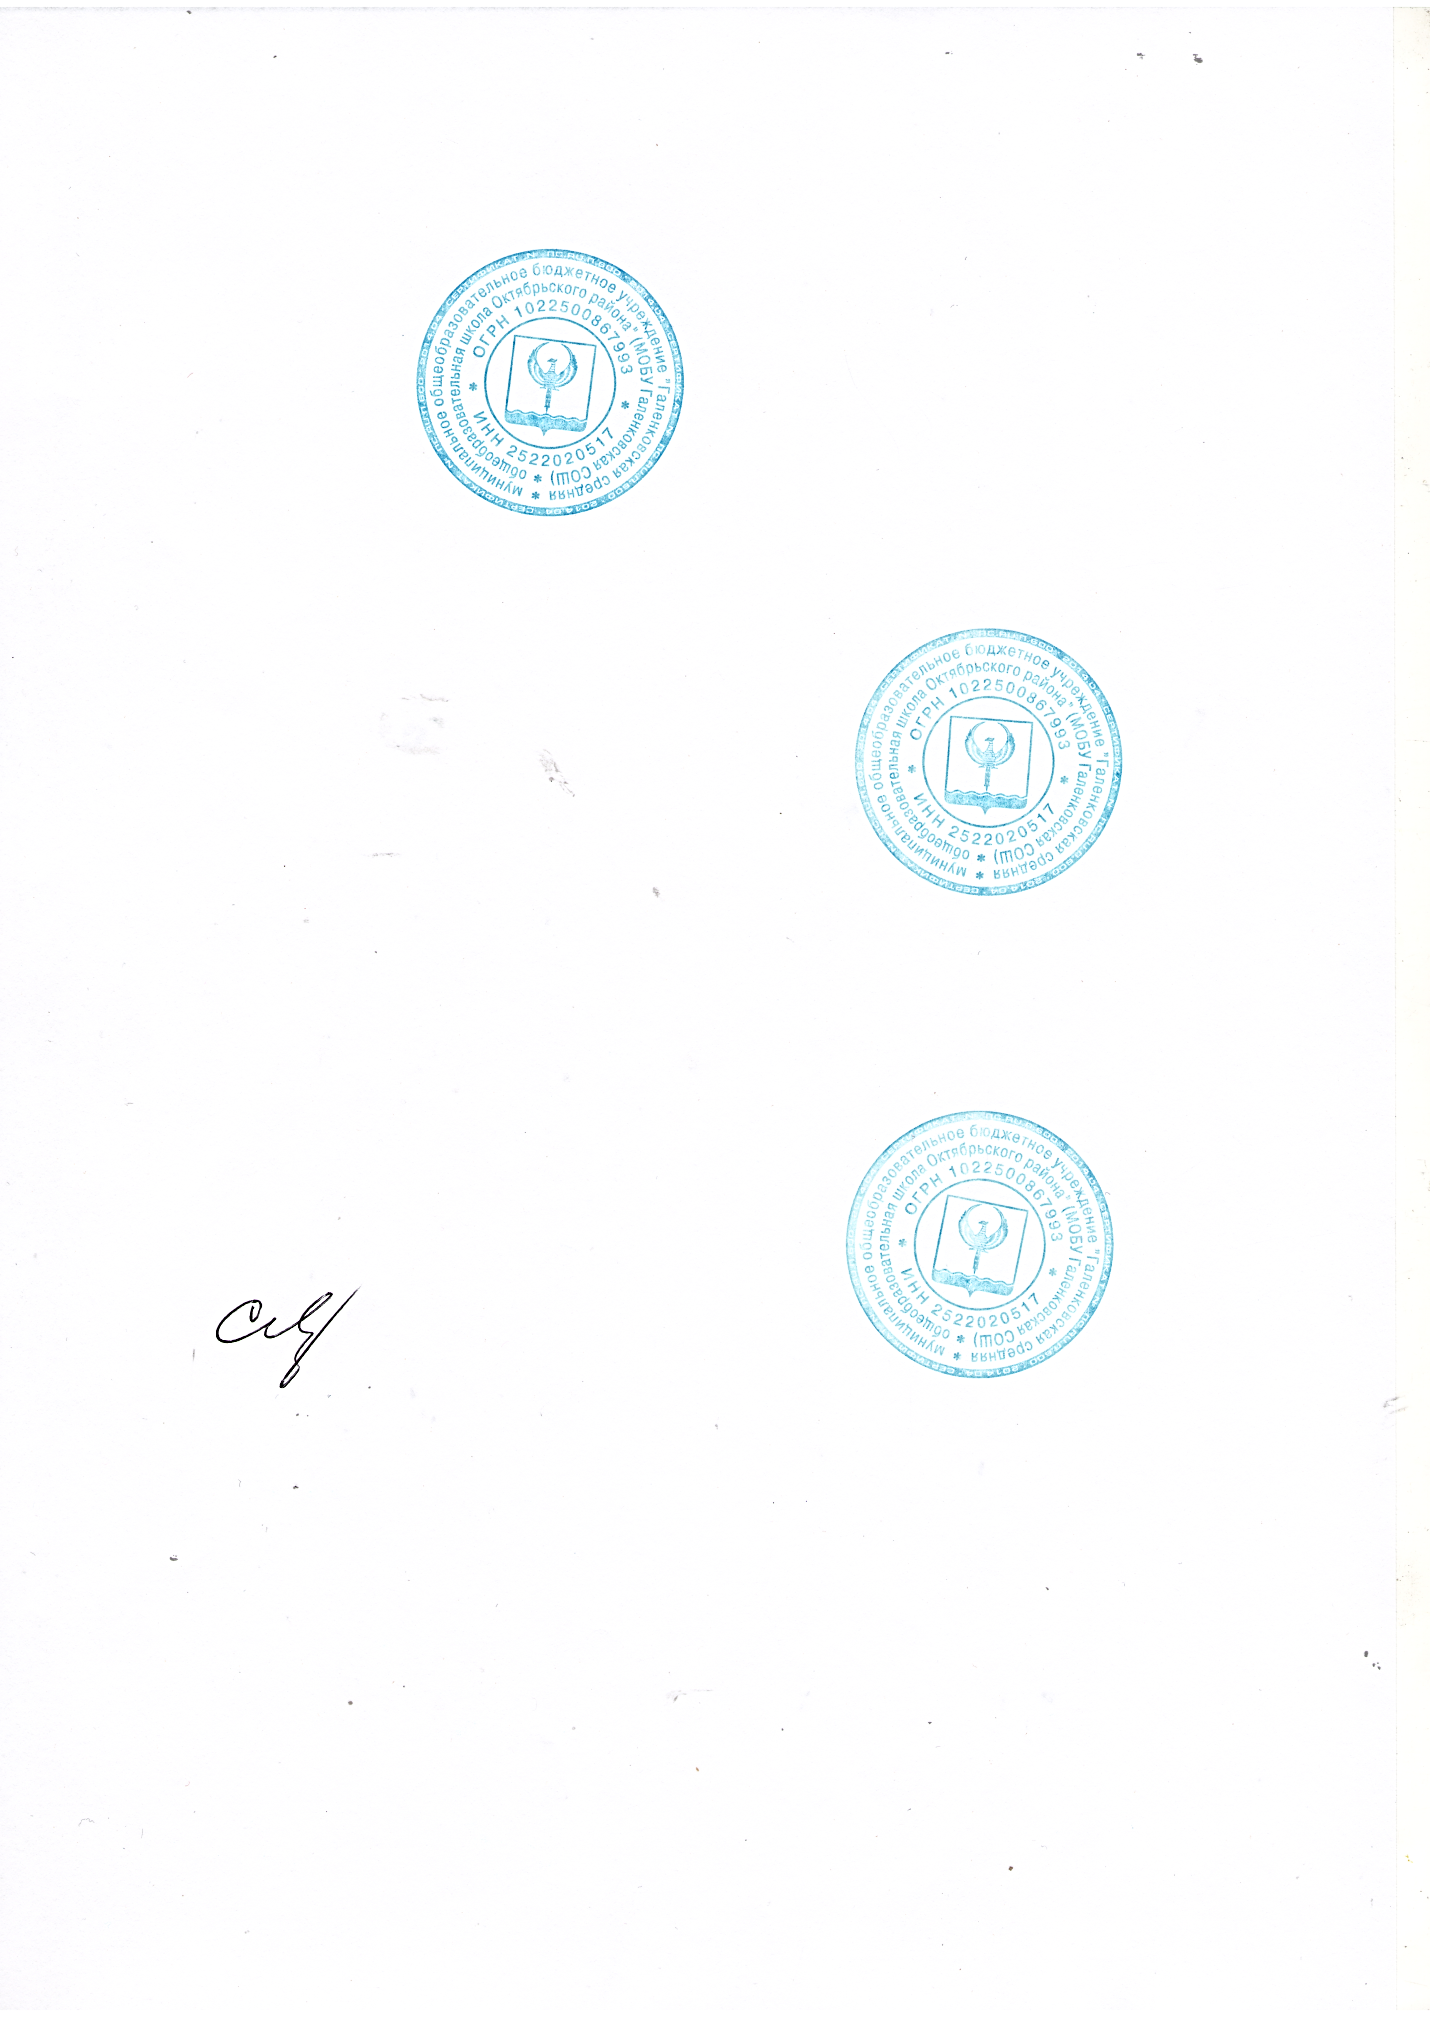 муниципальное общеобразовательное бюджетное учреждение "Галенковская средняя
общеобразовательная школа Октябрьского района" (МОБУ Галенковская СОШ)
ОГРН 1022500867993
ИНН 2522020517
муниципальное общеобразовательное бюджетное учреждение "Галенковская средняя
общеобразовательная школа Октябрьского района" (МОБУ Галенковская СОШ)
ОГРН 1022500867993
ИНН 2522020517
муниципальное общеобразовательное бюджетное учреждение "Галенковская средняя
общеобразовательная школа Октябрьского района" (МОБУ Галенковская СОШ)
ОГРН 1022500867993
ИНН 2522020517